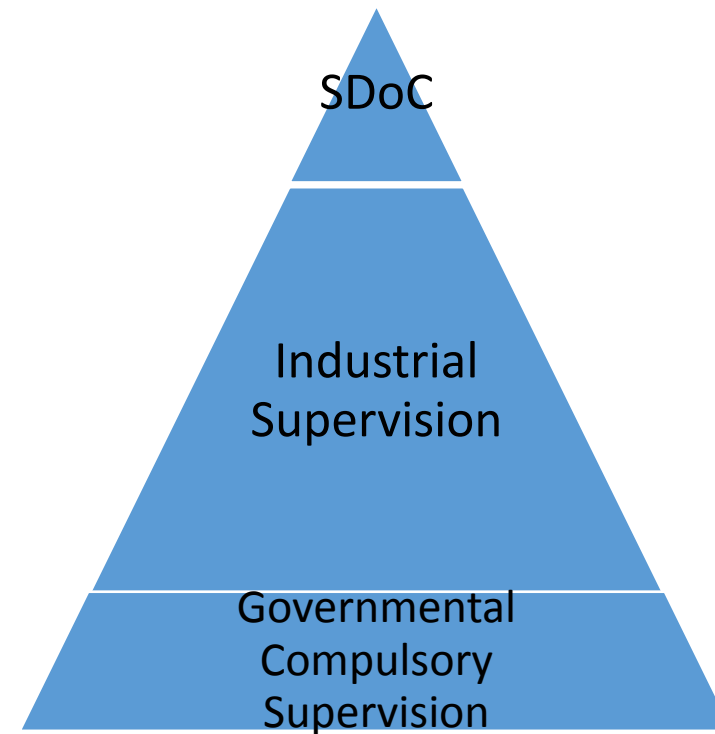 SDoC
Industrial
Supervision
Governmental
Compulsory
Supervision